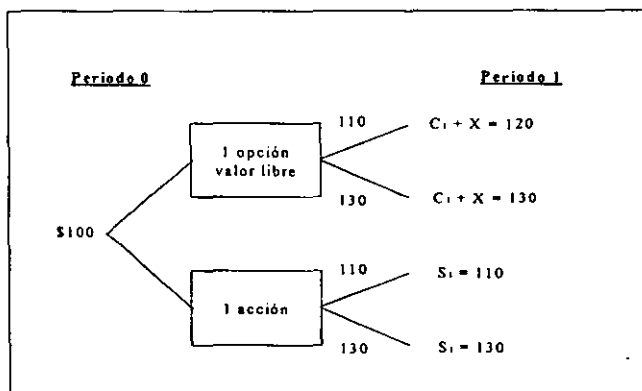 Periodo 0
Periodo 1
110
C₁ + X = 120
1 opción
valor libre
130
C₁ + X = 130
$100
110
S₁ = 110
1 acción
130
S₁ = 130